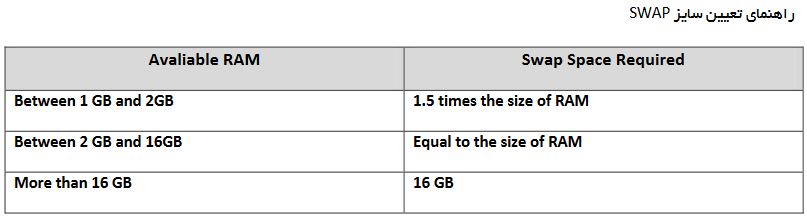 راهنمای تعیین سایز SWAP
Avaliable RAM Swap Space Required
Between 1 GB and 2GB 1.5 times the size of RAM
Between 2 GB and 16GB Equal to the size of RAM
More than 16 GB 16 GB